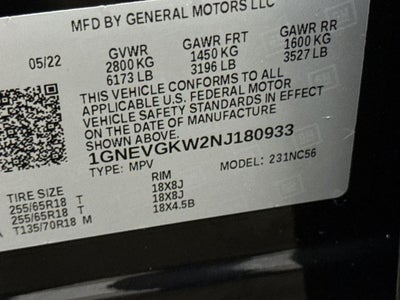 MFD BY GENERAL MOTORS LLC
05/22 GVWR GAWR FRT GAWR RR
2800 KG 1450 KG 1600 KG
6173 LB 3196 LB 3527 LB
THIS VEHICLE CONFORMS TO ALL
APPLICABLE U.S. FEDERAL MOTOR
VEHICLE SAFETY STANDARDS IN EFFECT
ON THE DATE OF MANUFACTURE
SHOWN ABOVE.
1GNEVGKW2NJ180933
TYPE: MPV MODEL: 231NC56
TIRE SIZE RIM
255/65R18 T 18X8J
255/65R18 T 18X8J
T135/70R18 M 18X4.5B